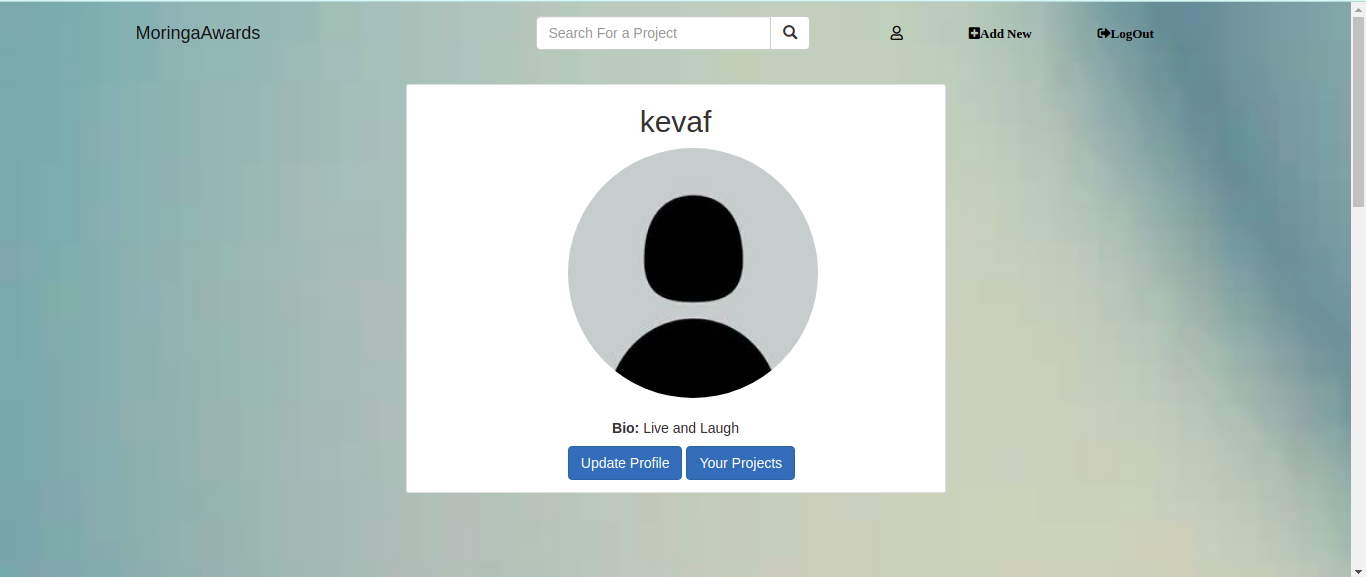 MoringaAwards
Search For a Project
Add New
LogOut
kevaf
Bio: Live and Laugh
Update Profile
Your Projects